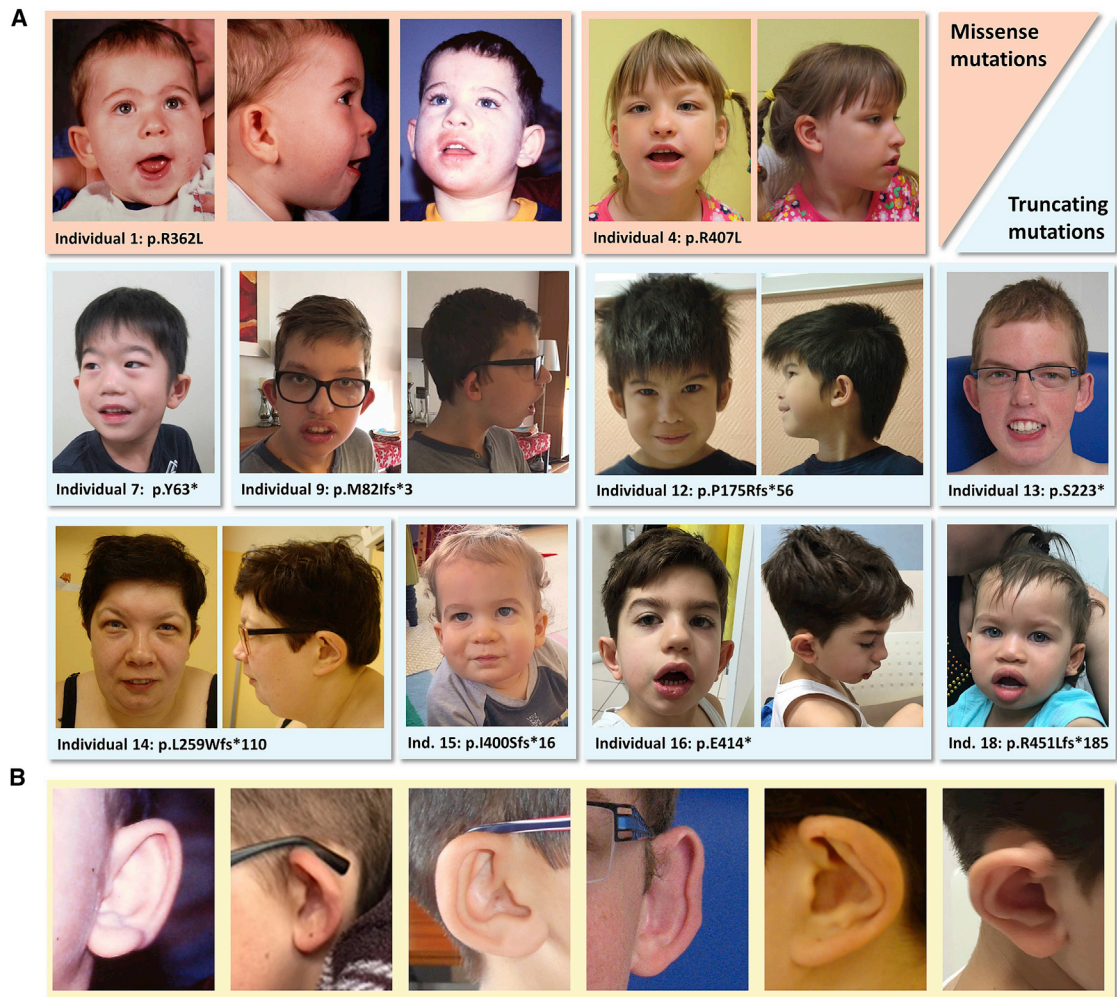 A
Missense
mutations
Truncating
mutations
Individual 1: p.R362L
Individual 4: p.R407L
Individual 7: p.Y63*
Individual 9: p.M82Ifs*3
Individual 12: p.P175Rfs*56
Individual 13: p.S223*
Individual 14: p.L259Wfs*110
Ind. 15: p.I400Sfs*16
Individual 16: p.E414*
Ind. 18: p.R451Lfs*185
B